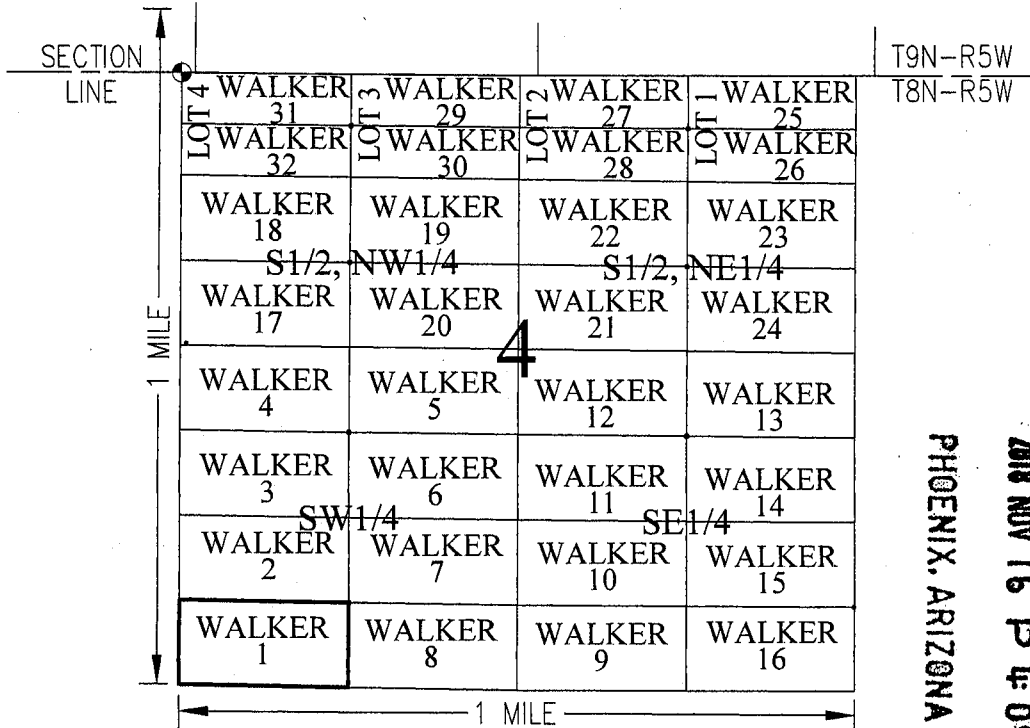 SECTION
LINE
T9N-R5W
T8N-R5W
LOT 4
WALKER
31
LOT 3
WALKER
29
LOT 2
WALKER
27
LOT 1
WALKER
25
WALKER
32
WALKER
30
WALKER
28
WALKER
26
WALKER
18
WALKER
19
WALKER
22
WALKER
23
S1/2, NW1/4
S1/2, NE1/4
WALKER
17
WALKER
20
WALKER
21
WALKER
24
4
1 MILE
WALKER
4
WALKER
5
WALKER
12
WALKER
13
WALKER
3
WALKER
6
WALKER
11
WALKER
14
SW1/4
SE1/4
WALKER
2
WALKER
7
WALKER
10
WALKER
15
WALKER
1
WALKER
8
WALKER
9
WALKER
16
1 MILE
NOV 16 P
PHOENIX, ARIZONA